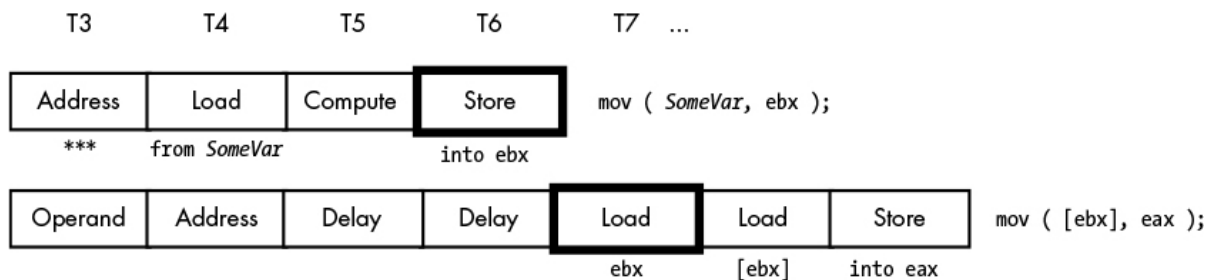 T3 T4 T5 T6 T7 ...
Address Load Compute Store mov ( SomeVar, ebx );
*** from SomeVar into ebx
Operand Address Delay Delay Load Load Store mov ( [ebx], eax );
ebx [ebx] into eax